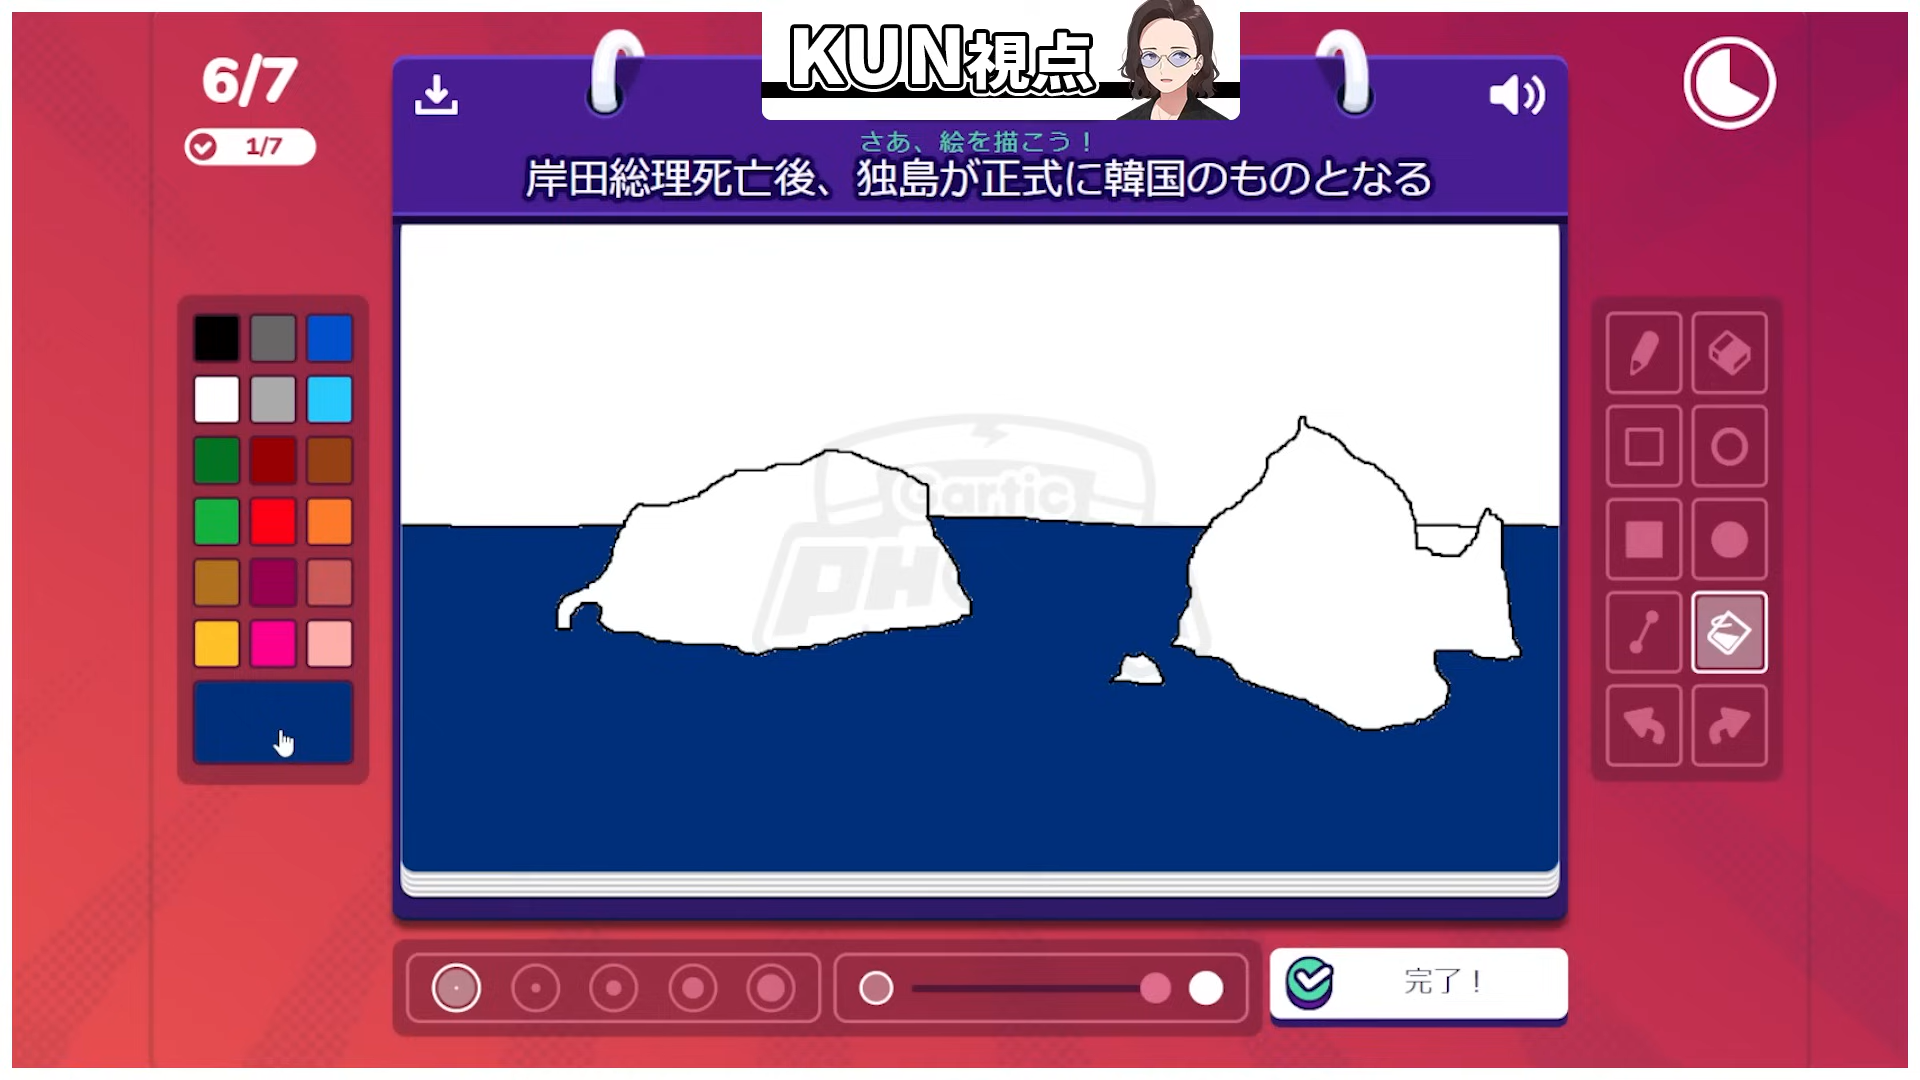 KUN視点
6/7
1/7
さあ、絵を描こう！
岸田総理死亡後、独島が正式に韓国のものとなる
Gartic
PHO
完了！